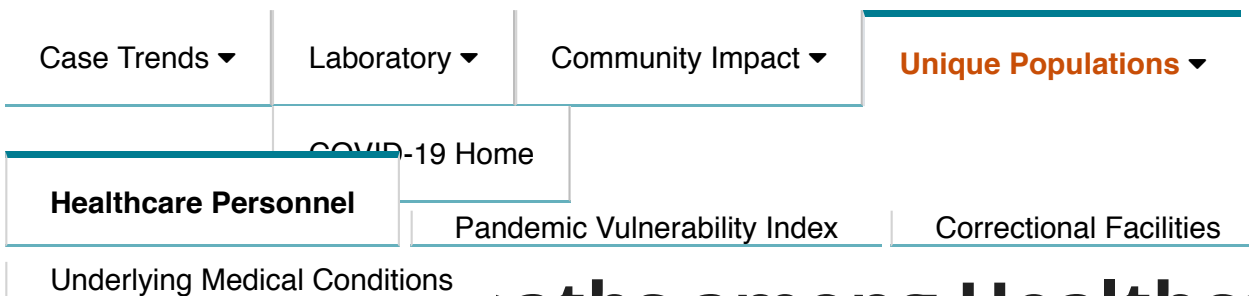 Case Trends Laboratory Community Impact Unique Populations
COVID-19 Home
Healthcare Personnel
Pandemic Vulnerability Index Correctional Facilities
Underlying Medical Conditions
among